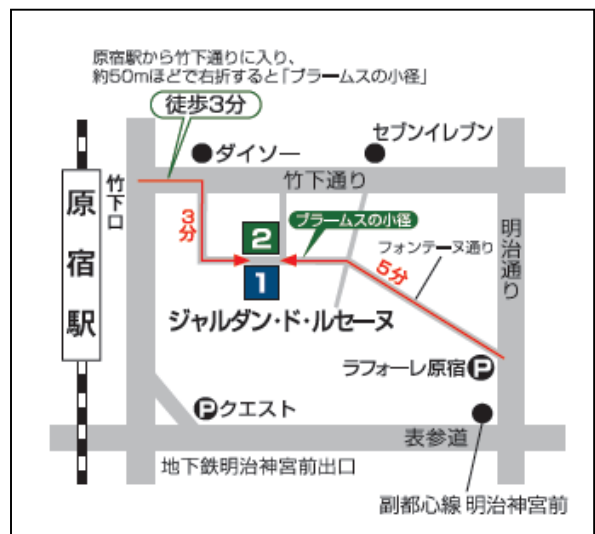 原宿駅から竹下通りに入り、
約50mほどで右折すると「ブラームスの小径」
徒歩3分
セブンイレブン
ダイソー
竹下通り
竹下口
原宿駅
3分
2
ブラームスの小径
フォンテーヌ通り
明治通り
1
5分
ジャルダン・ド・ルセーヌ
ラフォーレ原宿P
Pクエスト
表参道
地下鉄明治神宮前出口
副都心線 明治神宮前